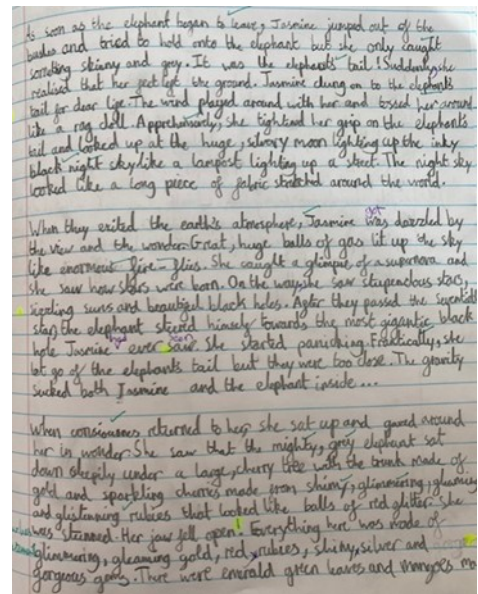 As soon as the elephant began to leave, Jasmine jumped out of the
bushes and tried to hold onto the elephant but she only caught
something skinny and grey. It was the elephants' tail! Suddenly, she
realised that her feet left the ground. Jasmine clung on to the elephants
tail for dear life. The wind played around with her and tossed her around
like a rag doll. Apprehensively, she tightend her grip on the elephants
tail and looked up at the huge, silvery moon lighting up the inky
black night sky like a lampost lighting up a street. The night sky
looked like a long piece of fabric stretched around the world.
When they exited the earth's atmosphere, Jasmine got was dazzled by
the view and the wonder. Great, huge balls of gas lit up the sky
like enormous fire-flies. She caught a glimpse of a supernova and
she saw how stars were born. On the way, she saw stupendous stars,
sizzling suns and beautiful black holes. After they passed the
star, the elephant steered himself towards the most gigantic black
hole Jasmine had ever saw seen. She started panicking. Frantically, she
let go of the elephants tail but they were too close. The gravity
sucked both Jasmine and the elephant inside...
When consiousness returned to her, she sat up and gazed around
her in wonder. She saw that the mighty, grey elephant sat
down sleepily under a large, cherry tree with the trunk made of
gold and sparkling cherries made from shiny, glimmering, gleaming
and glistening rubies that looked like balls of red glitter. She
was stunned. Her jaw fell open! Everything here was made of
glimmering, gleaming gold, red rubies, shiny, silver and
gorgeous gems. There were emerald green leaves and mangoes